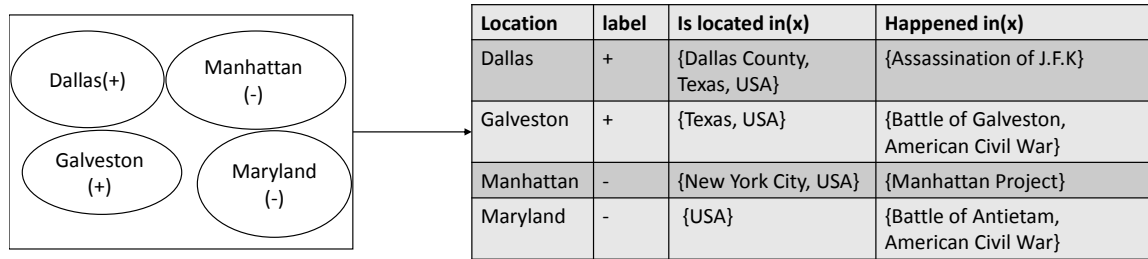 Dallas(+)
Manhattan
(-)
Galveston
(+)
Maryland
(-)
Location label Is located in(x) Happened in(x)
Dallas + {Dallas County, {Assassination of J.F.K}
Texas, USA}
Galveston + {Texas, USA} {Battle of Galveston,
American Civil War}
Manhattan - {New York City, USA} {Manhattan Project}
Maryland - {USA} {Battle of Antietam,
American Civil War}